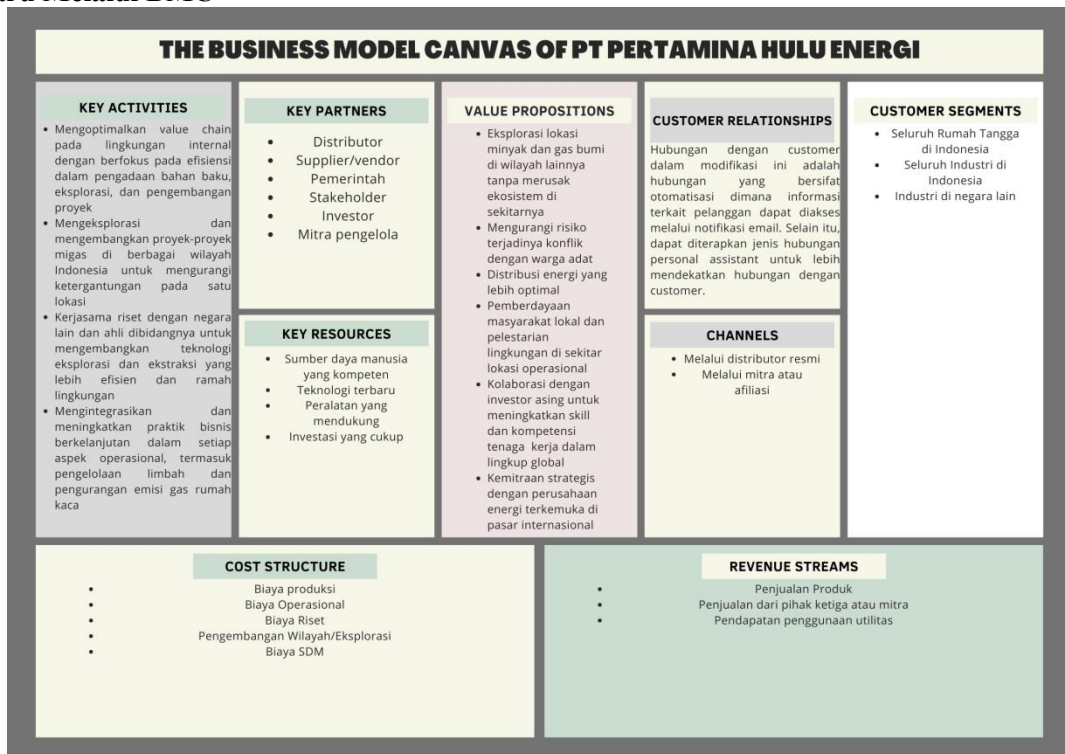 THE BUSINESS MODEL CANVAS OF PT PERTAMINA HULU ENERGI
KEY ACTIVITIES
• Mengoptimalkan value chain
pada lingkungan internal
dengan berfokus pada efisiensi
dalam pengadaan bahan baku,
eksplorasi, dan pengembangan
proyek
• Mengeksplorasi dan
mengembangkan proyek-proyek
migas di berbagai wilayah
Indonesia untuk mengurangi
ketergantungan pada satu
lokasi
• Kerjasama riset dengan negara
lain dan ahli dibidangnya untuk
mengembangkan teknologi
eksplorasi dan ekstraksi yang
lebih efisien dan ramah
lingkungan
• Mengintegrasikan dan
meningkatkan praktik bisnis
berkelanjutan dalam setiap
aspek operasional, termasuk
pengelolaan limbah dan
pengurangan emisi gas rumah
kaca
KEY PARTNERS
• Distributor
• Supplier/vendor
• Pemerintah
• Stakeholder
• Investor
• Mitra pengelola
KEY RESOURCES
• Sumber daya manusia
yang kompeten
• Teknologi terbaru
• Peralatan yang
mendukung
• Investasi yang cukup
VALUE PROPOSITIONS
• Eksplorasi lokasi
minyak dan gas bumi
di wilayah lainnya
tanpa merusak
ekosistem di
sekitarnya
• Mengurangi risiko
terjadinya konflik
dengan warga adat
• Distribusi energi yang
lebih optimal
• Pemberdayaan
masyarakat lokal dan
pelestarian
lingkungan di sekitar
lokasi operasional
• Kolaborasi dengan
investor asing untuk
meningkatkan skill
dan kompetensi
tenaga kerja dalam
lingkup global
• Kemitraan strategis
dengan perusahaan
energi terkemuka di
pasar internasional
CUSTOMER RELATIONSHIPS
Hubungan dengan customer
dalam modifikasi ini adalah
hubungan yang bersifat
otomatisasi dimana informasi
terkait pelanggan dapat diakses
melalui notifikasi email. Selain itu,
dapat diterapkan jenis hubungan
personal assistant untuk lebih
mendekatkan hubungan dengan
customer.
CHANNELS
• Melalui distributor resmi
• Melalui mitra atau
afiliasi
CUSTOMER SEGMENTS
• Seluruh Rumah Tangga
di Indonesia
• Seluruh Industri di
Indonesia
• Industri di negara lain
COST STRUCTURE
• Biaya produksi
• Biaya Operasional
• Biaya Riset
• Pengembangan Wilayah/Eksplorasi
• Biaya SDM
REVENUE STREAMS
• Penjualan Produk
• Penjualan dari pihak ketiga atau mitra
• Pendapatan penggunaan utilitas